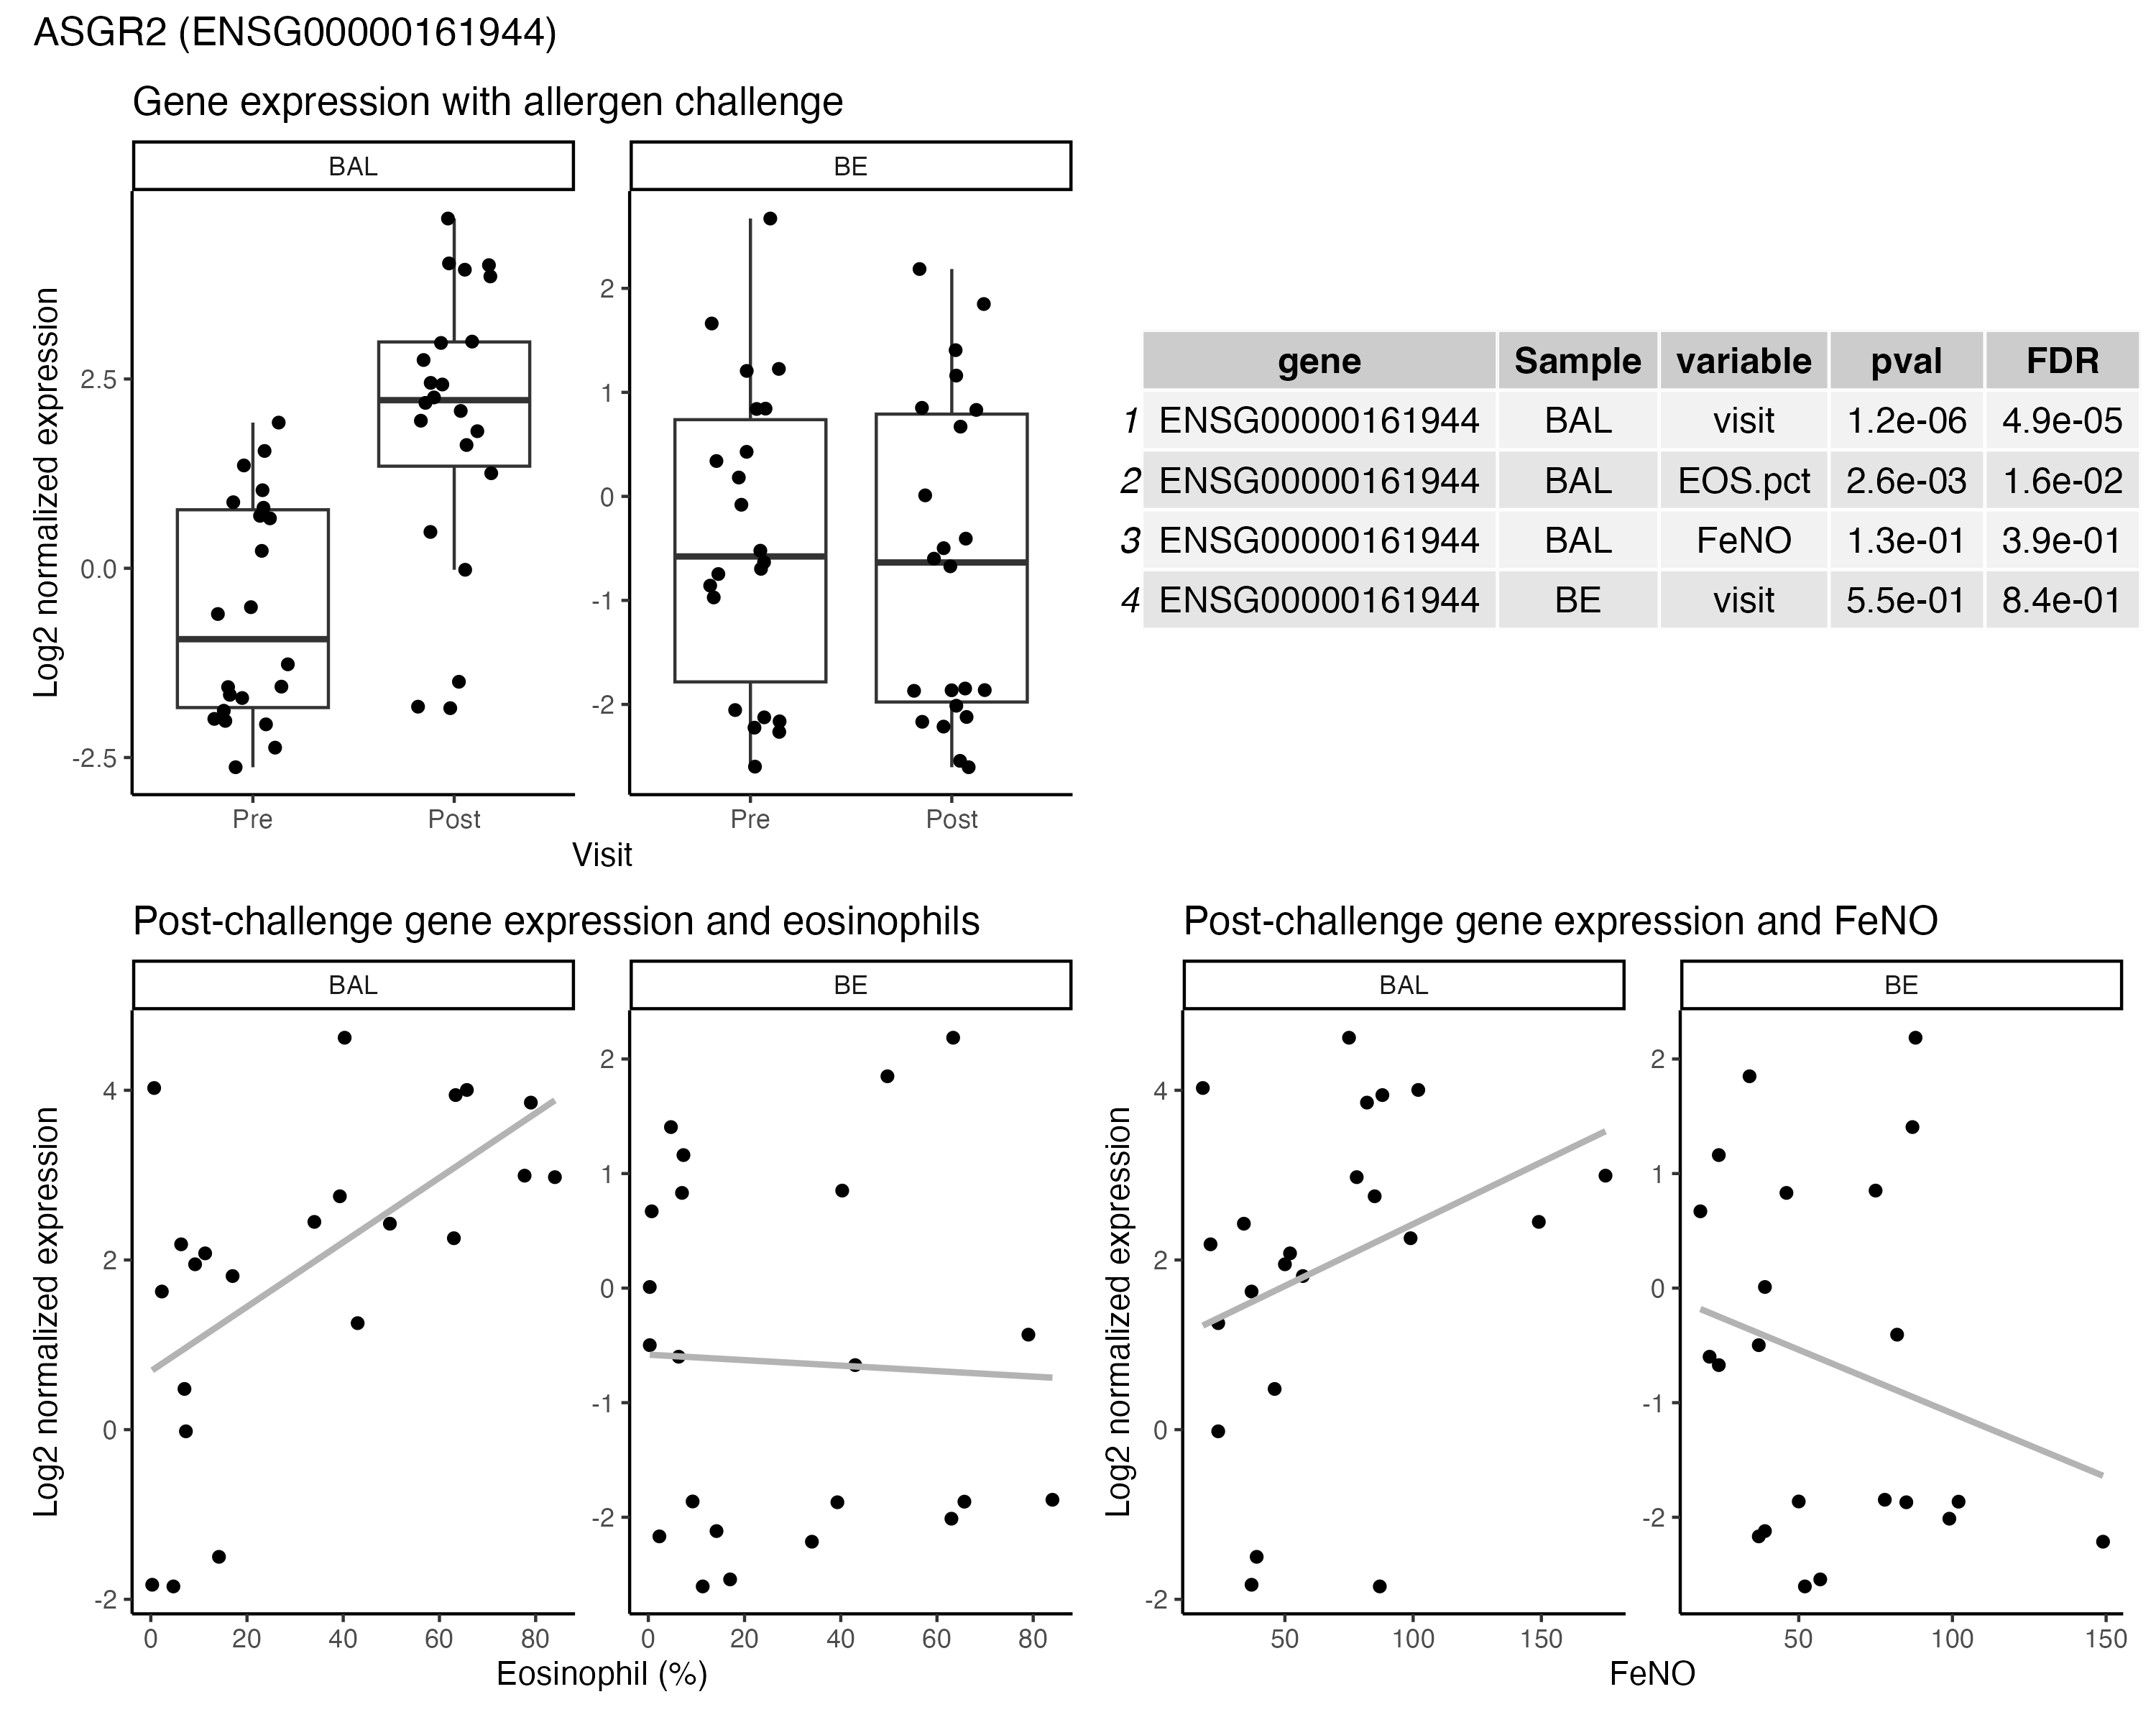 ASGR2 (ENSG00000161944)
Gene expression with allergen challenge
BAL BE
Log2 normalized expression
2.5
0.0
-2.5
2
1
0
-1
-2
Pre Post Pre Post
Visit
gene Sample variable pval FDR
1 ENSG00000161944 BAL visit 1.2e-06 4.9e-05
2 ENSG00000161944 BAL EOS.pct 2.6e-03 1.6e-02
3 ENSG00000161944 BAL FeNO 1.3e-01 3.9e-01
4 ENSG00000161944 BE visit 5.5e-01 8.4e-01
Post-challenge gene expression and eosinophils
BAL BE
Log2 normalized expression
4
2
0
-2
2
1
0
-1
-2
0 20 40 60 80 0 20 40 60 80
Eosinophil (%)
Post-challenge gene expression and FeNO
BAL BE
Log2 normalized expression
4
2
0
-2
2
1
0
-1
-2
50 100 150 50 100 150
FeNO